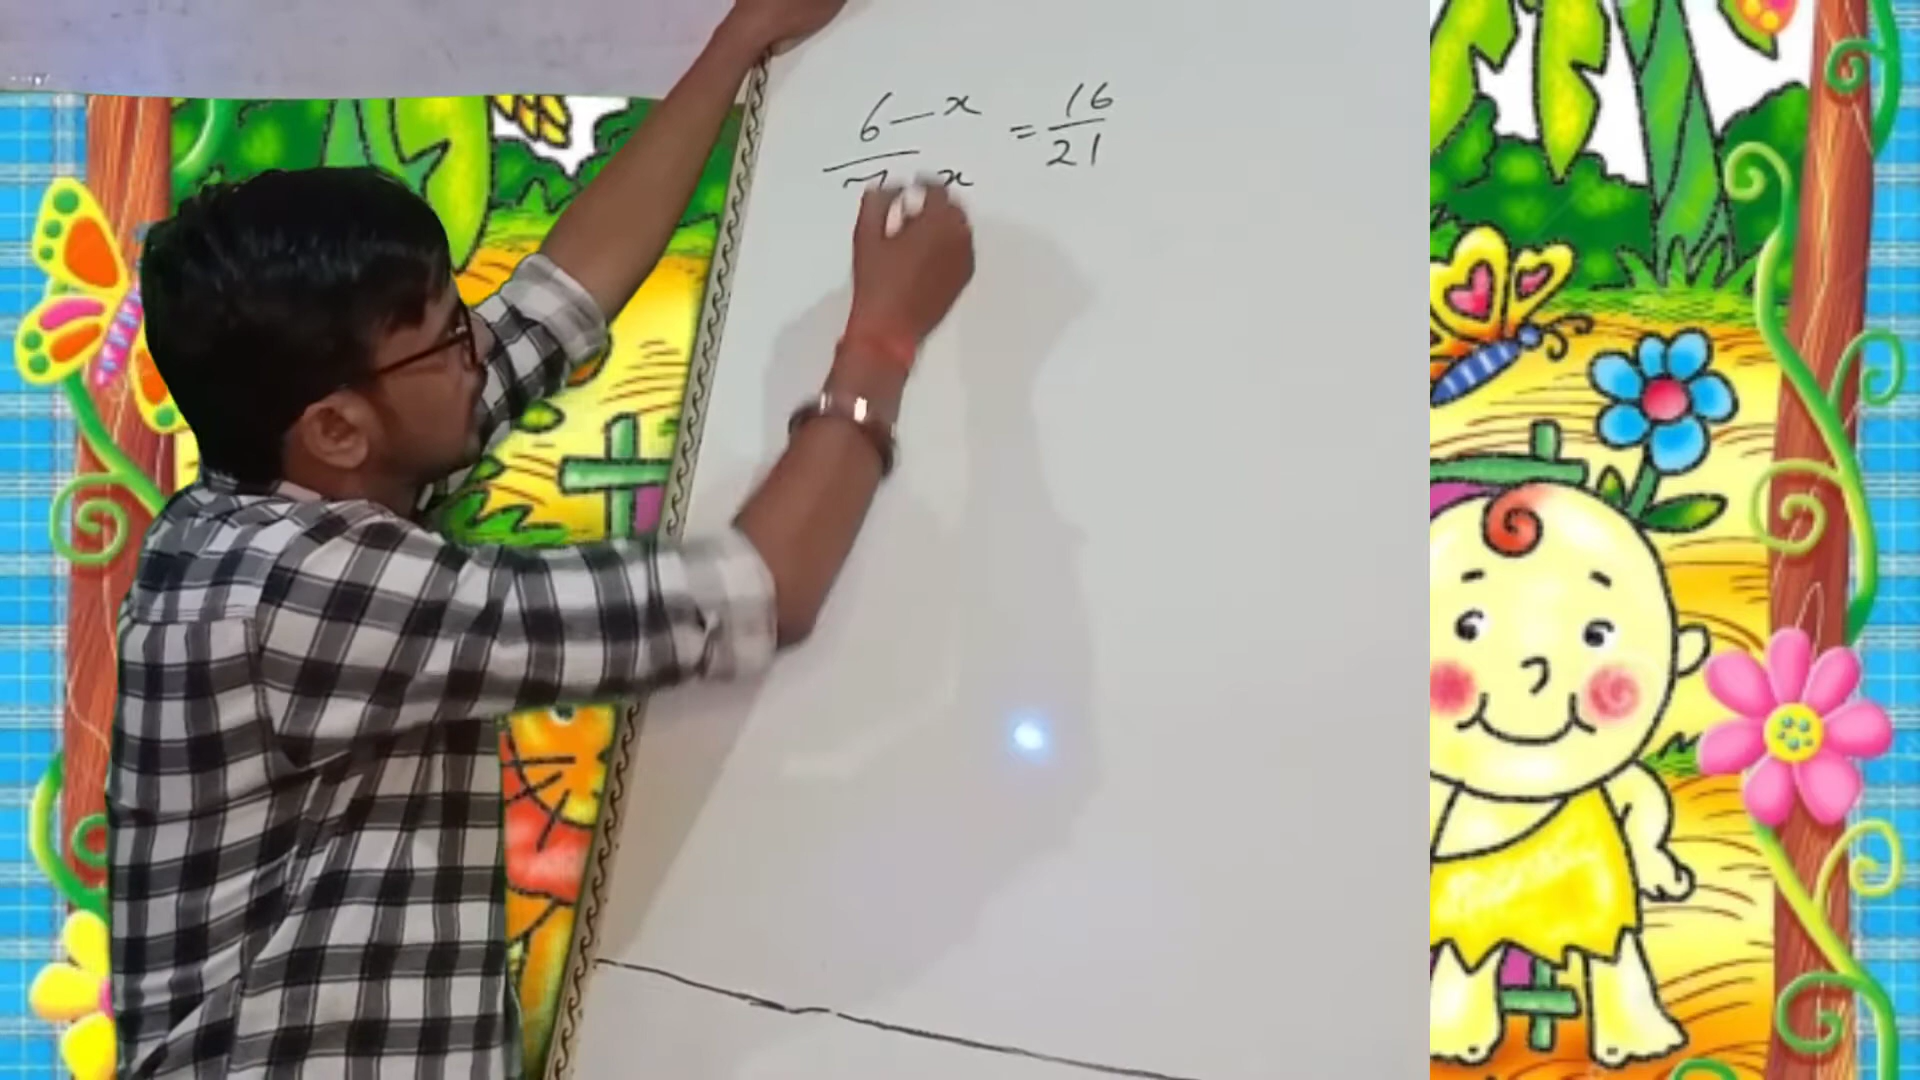 6 - x = 16
7 x 21